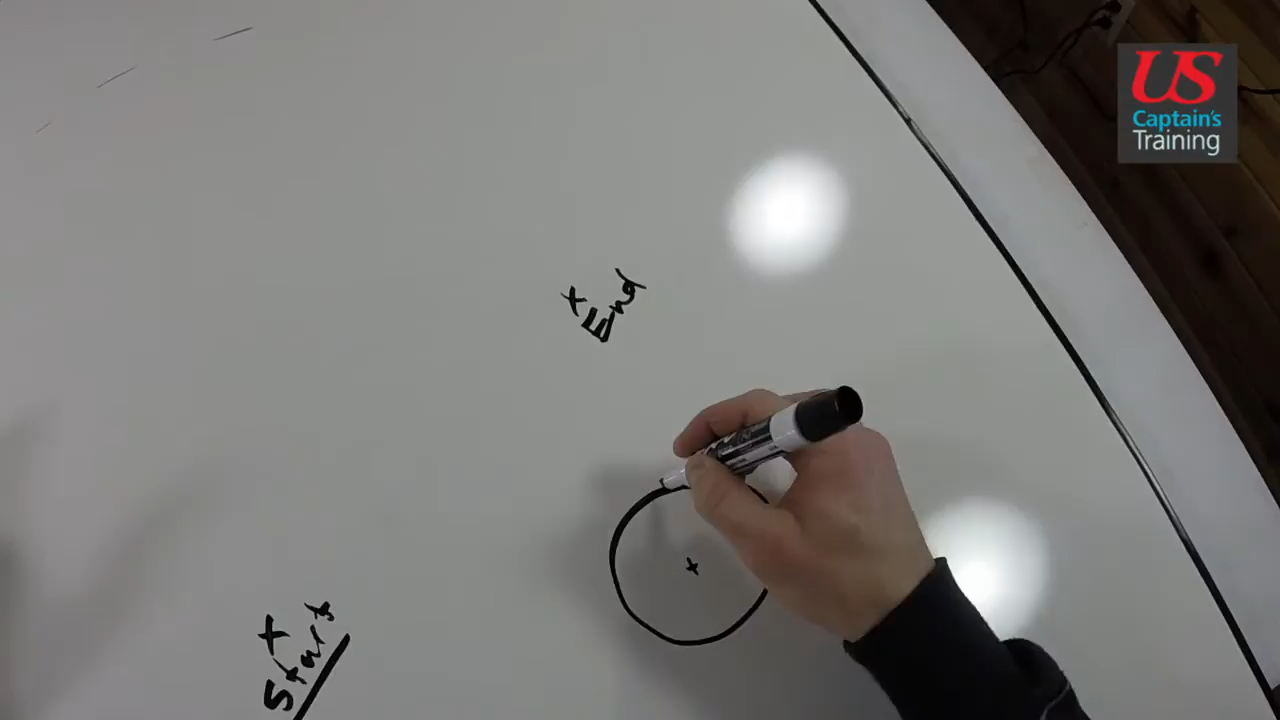 US
Captain's
Training
x
End
x
Start
x